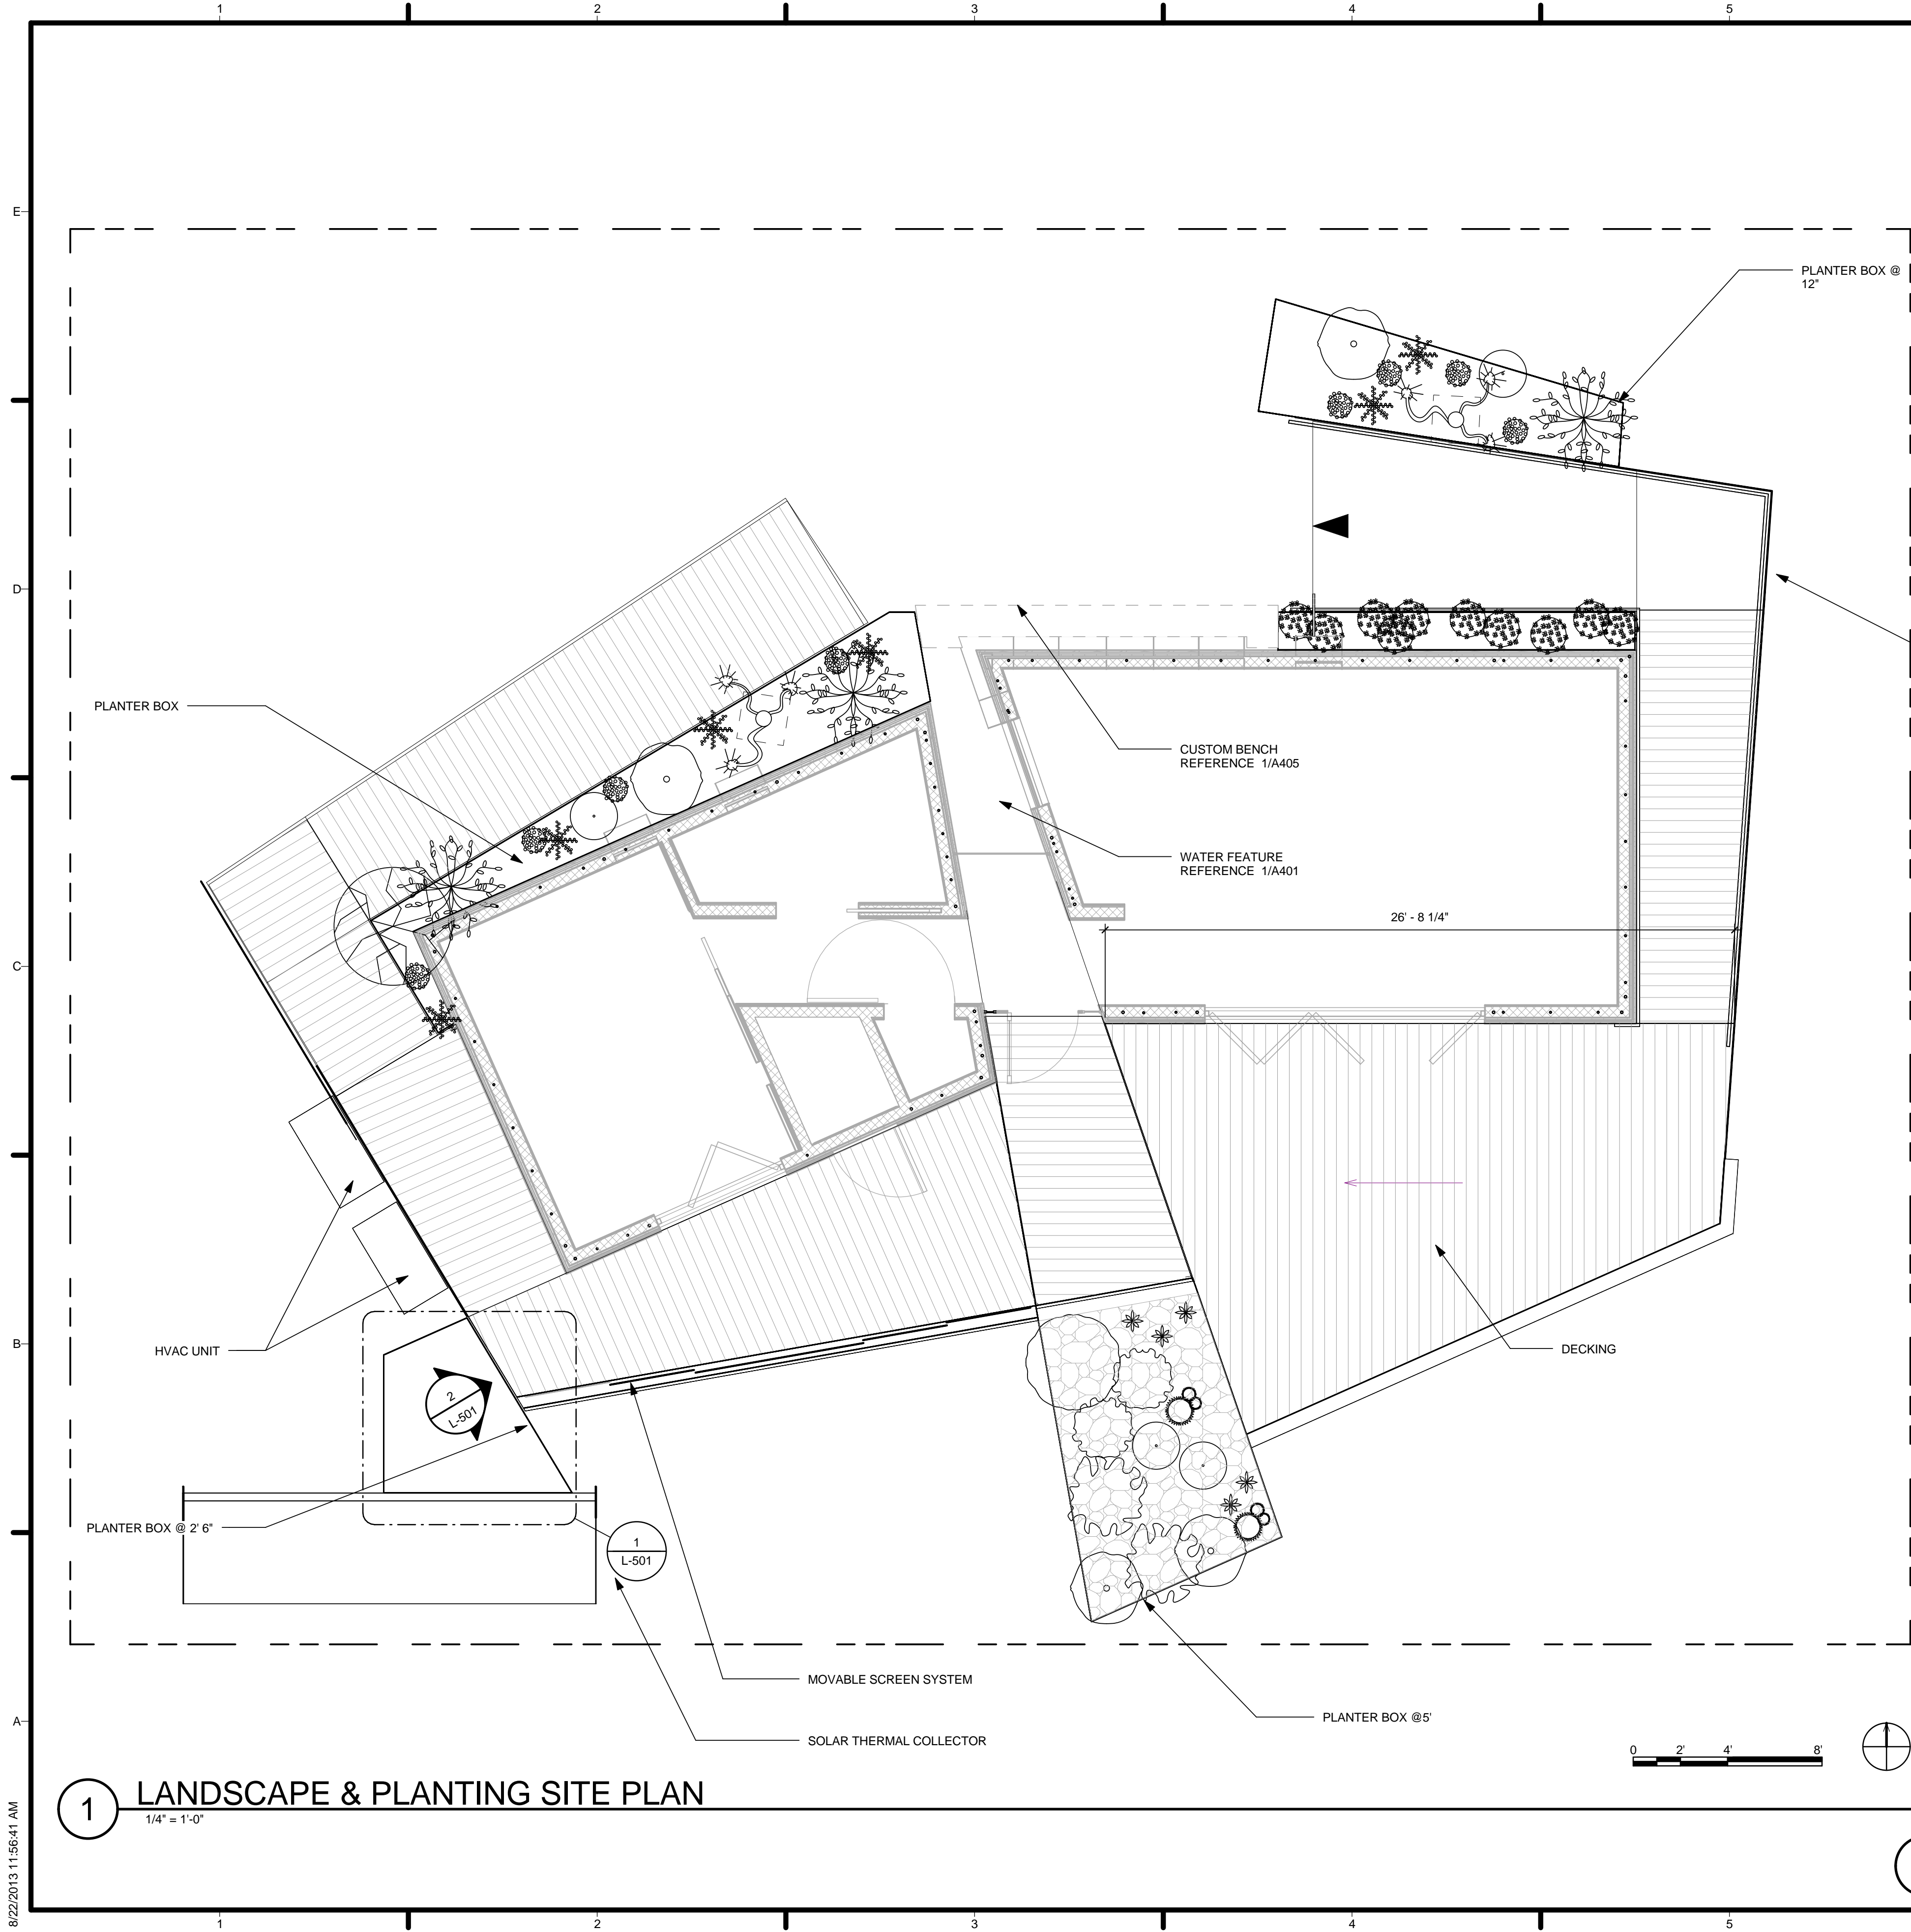 1 2 3 4 5
E
PLANTER BOX @
12"
D
PLANTER BOX
CUSTOM BENCH
REFERENCE 1/A405
WATER FEATURE
REFERENCE 1/A401
26' - 8 1/4"
C
HVAC UNIT
B
DECKING
2
L-501
PLANTER BOX @ 2' 6"
1
L-501
MOVABLE SCREEN SYSTEM
PLANTER BOX @5'
A
SOLAR THERMAL COLLECTOR
0 2' 4' 8'
1
LANDSCAPE & PLANTING SITE PLAN
1/4" = 1'-0"
8/22/2013 11:56:41 AM
1 2 3 4 5